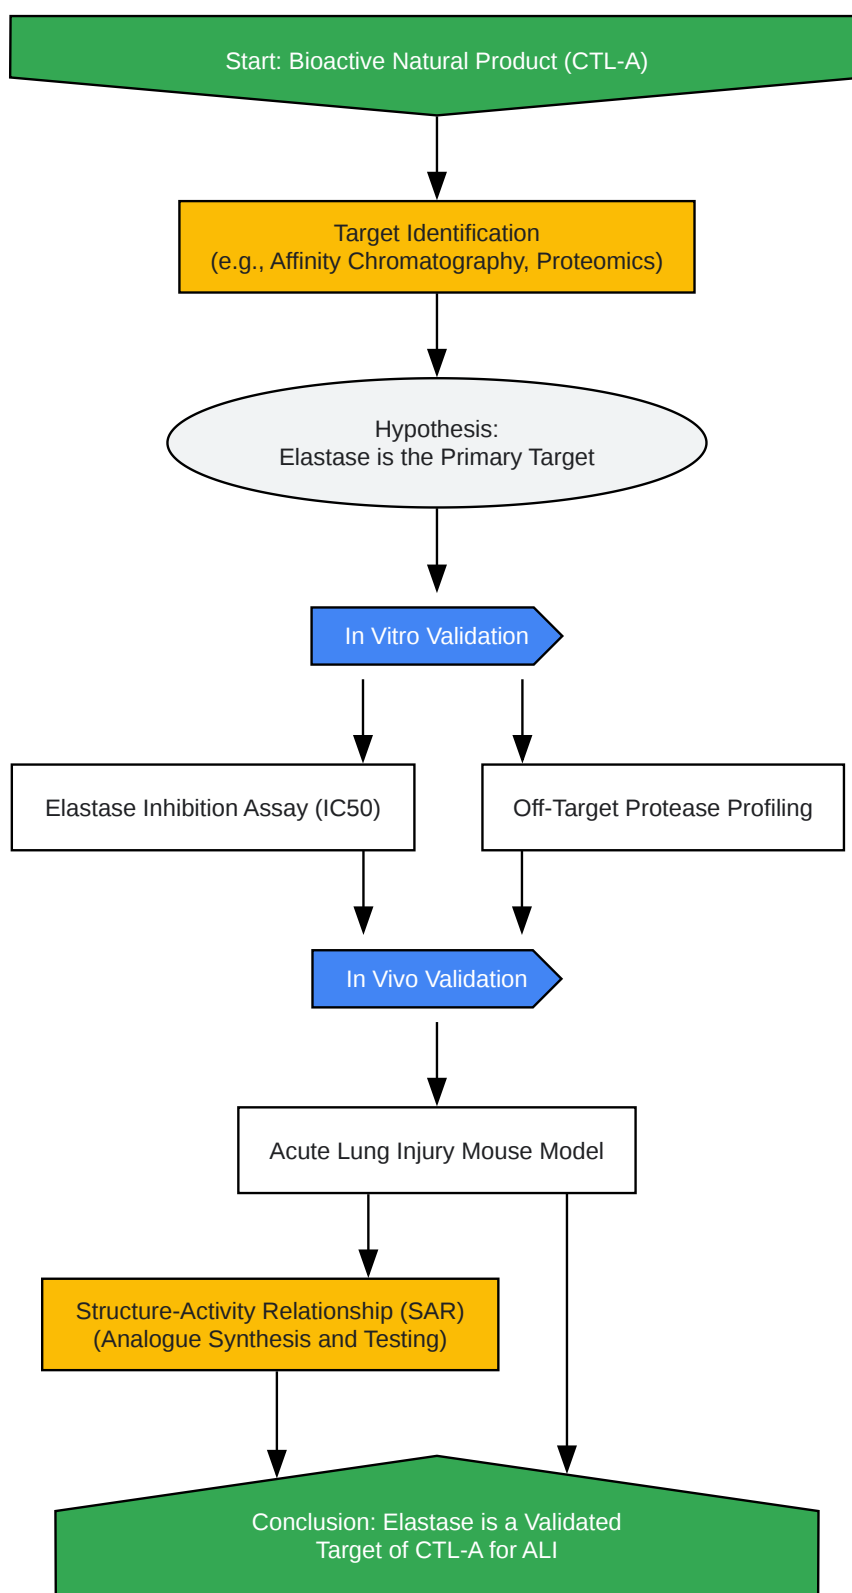 Start: Bioactive Natural Product (CTL-A)
Target Identification
(e.g., Affinity Chromatography, Proteomics)
Hypothesis:
Elastase is the Primary Target
In Vitro Validation
Elastase Inhibition Assay (IC50)
Off-Target Protease Profiling
In Vivo Validation
Acute Lung Injury Mouse Model
Structure-Activity Relationship (SAR)
(Analogue Synthesis and Testing)
Conclusion: Elastase is a Validated
Target of CTL-A for ALI